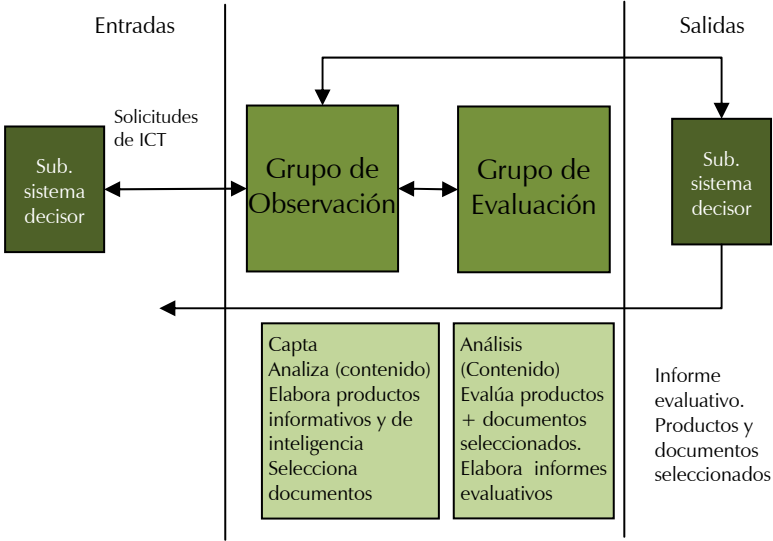 Entradas
Salidas
Solicitudes
de ICT
Sub.
sistema
decisor
Grupo de
Observación
Grupo de
Evaluación
Sub.
sistema
decisor
Capta
Analiza (contenido)
Elabora productos
informativos y de
inteligencia
Selecciona
documentos
Análisis
(Contenido)
Evalúa productos
+ documentos
seleccionados.
Elabora informes
evaluativos
Informe
evaluativo.
Productos y
documentos
seleccionados